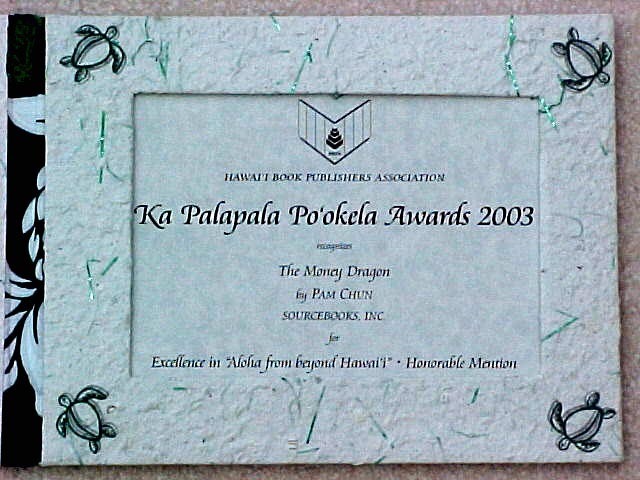 HAWAI'I BOOK PUBLISHERS ASSOCIATION
Ka Palapala Po'okela Awards 2003
recognizes
The Money Dragon
by PAM CHUN
SOURCEBOOKS, INC
for
Excellence in "Aloha from beyond Hawai'i" • Honorable Mention